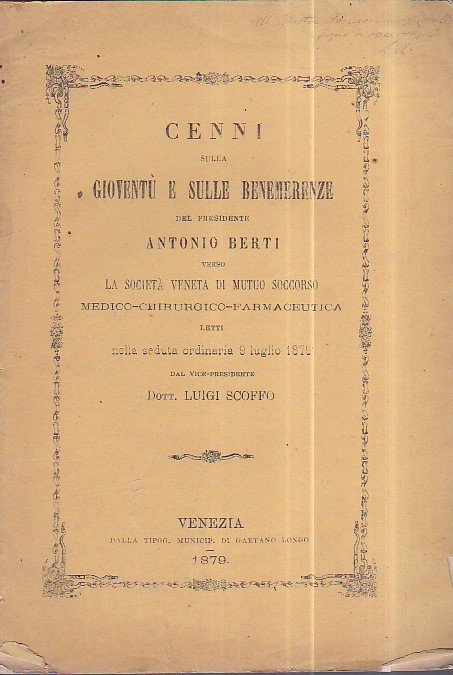 CENNI
SULLA
GIOVENTÙ E SULLE BENEMERENZE
DEL PRESIDENTE
ANTONIO BERTI
VERSO
LA SOCIETÀ VENETA DI MUTUO SOCCORSO
MEDICO-CHIRURGICO-FARMACEUTICA
LETTI
nella seduta ordinaria 9 luglio 1879
DAL VICE-PRESIDENTE
DOTT. LUIGI SCOFFO
VENEZIA
DALLA TIPOG. MUNICIP. DI GAETANO LONGO
1879.